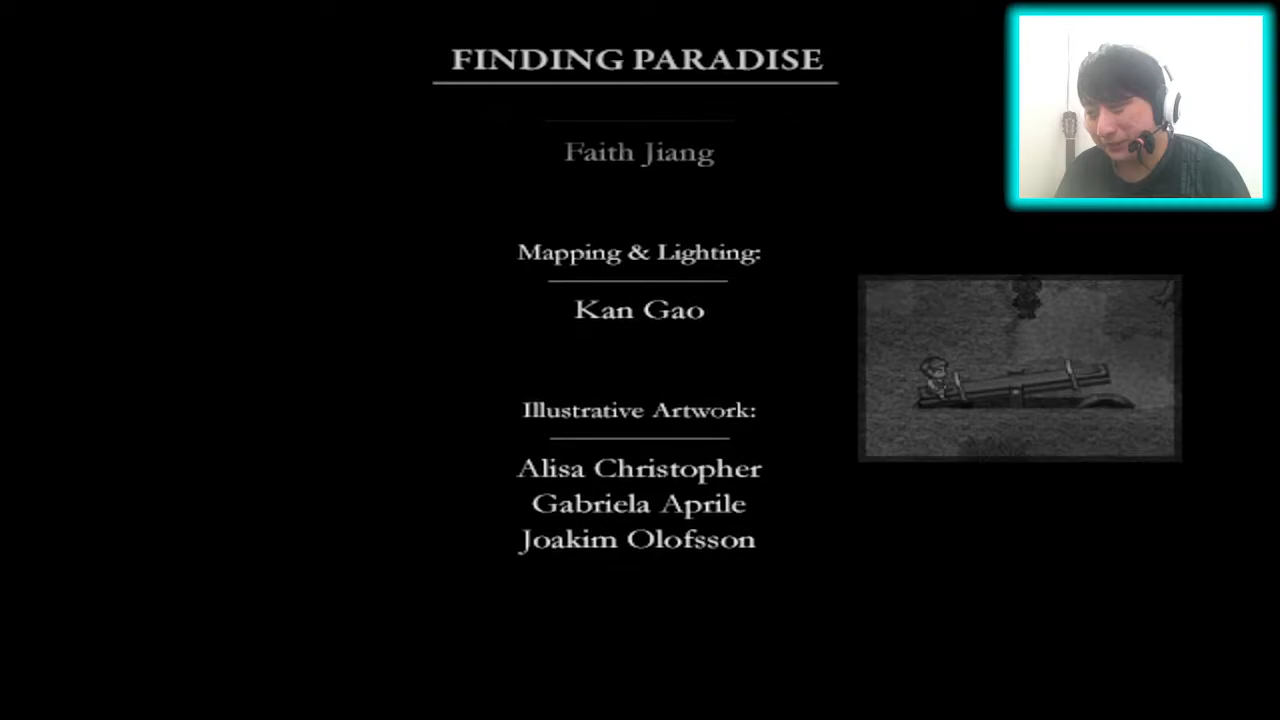 FINDING PARADISE
Faith Jiang
Mapping & Lighting:
Kan Gao
Illustrative Artwork:
Alisa Christopher
Gabriela Aprile
Joakim Olofsson